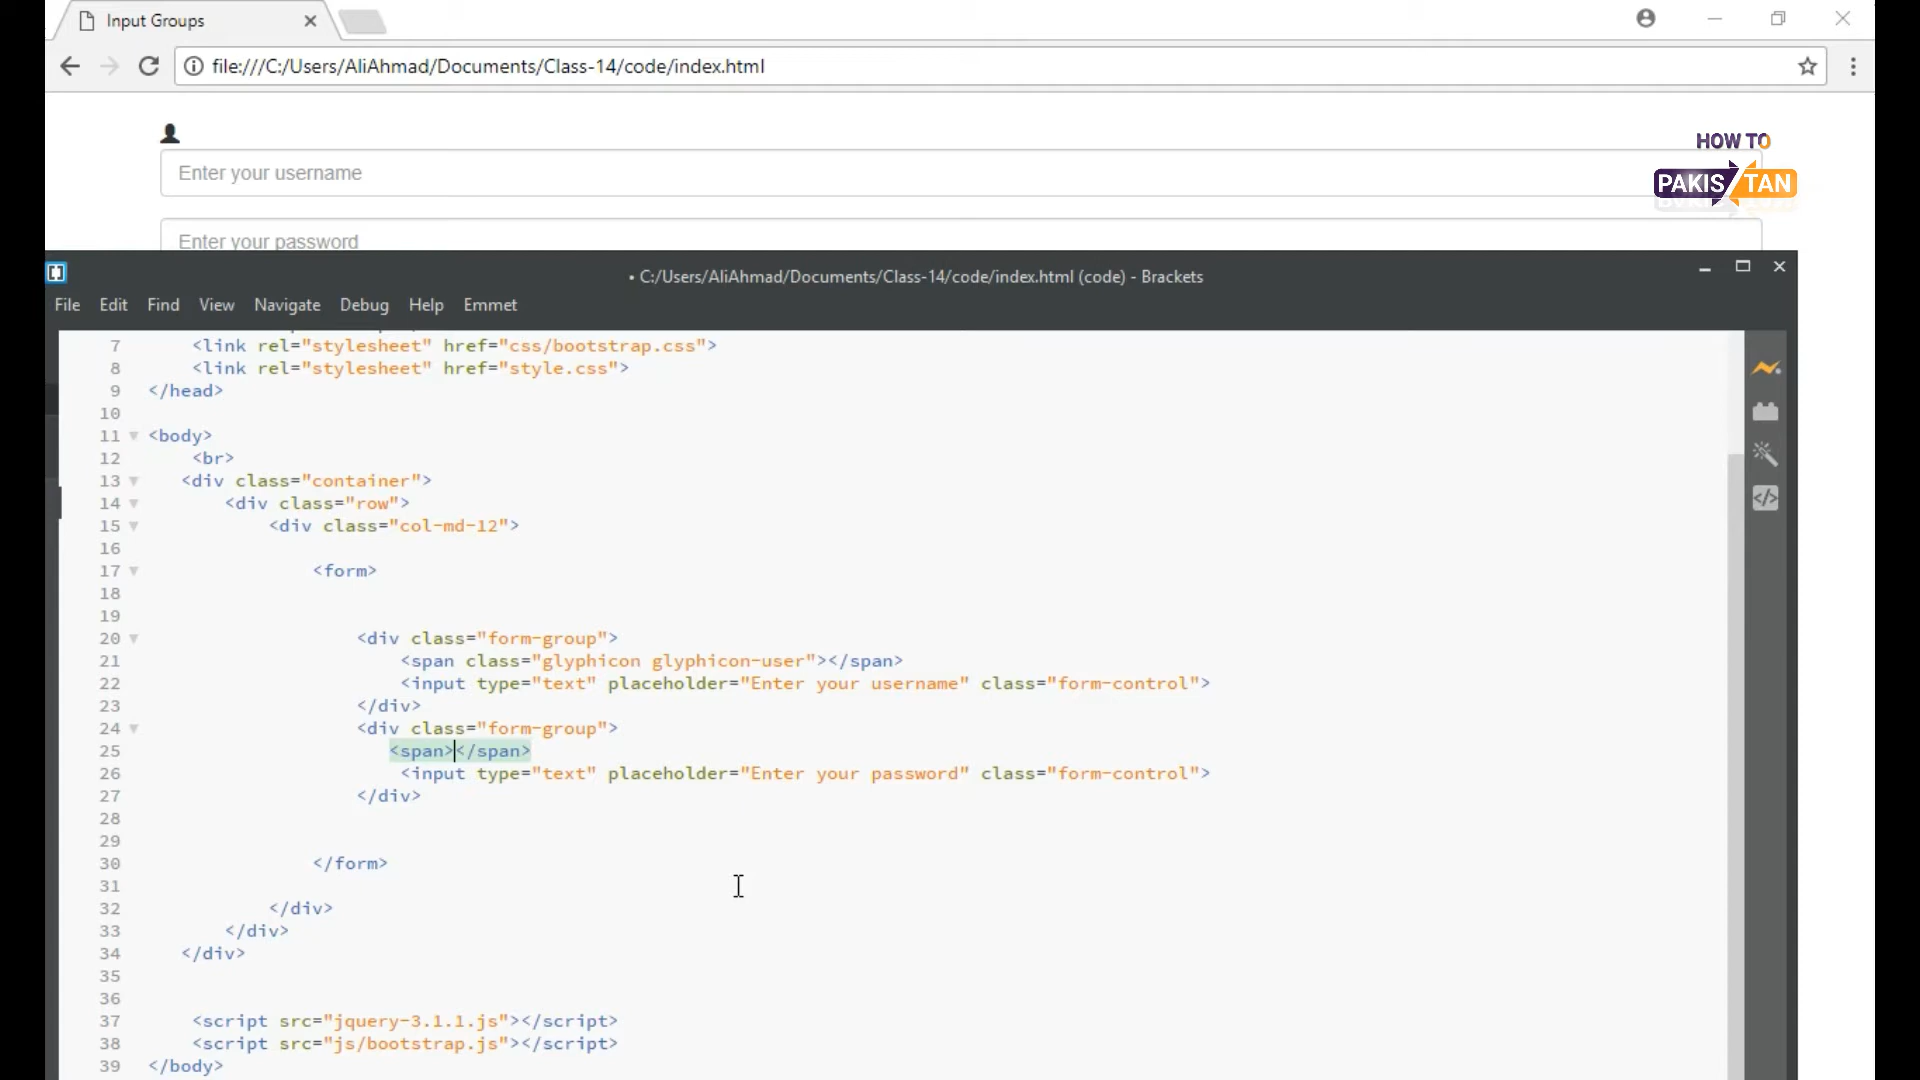 Input Groups
file:///C:/Users/AliAhmad/Documents/Class-14/code/index.html
HOW TO
PAKISTAN
Enter your username
Enter your password
• C:/Users/AliAhmad/Documents/Class-14/code/index.html (code) - Brackets
File Edit Find View Navigate Debug Help Emmet
7 <link rel="stylesheet" href="css/bootstrap.css">
8 <link rel="stylesheet" href="style.css">
9 </head>
10
11 <body>
12 <br>
13 <div class="container">
14 <div class="row">
15 <div class="col-md-12">
16
17 <form>
18
19
20 <div class="form-group">
21 <span class="glyphicon glyphicon-user"></span>
22 <input type="text" placeholder="Enter your username" class="form-control">
23 </div>
24 <div class="form-group">
25 <span></span>
26 <input type="text" placeholder="Enter your password" class="form-control">
27 </div>
28
29
30 </form>
31
32 </div>
33 </div>
34 </div>
35
36
37 <script src="jquery-3.1.1.js"></script>
38 <script src="js/bootstrap.js"></script>
39 </body>